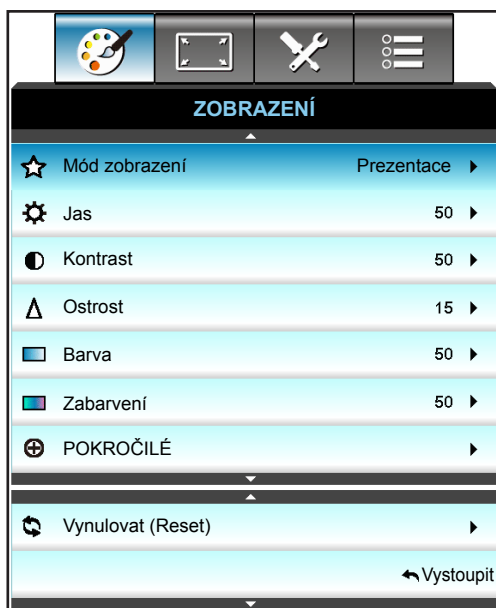 ZOBRAZENÍ
Mód zobrazení Prezentace
Jas 50
Kontrast 50
Ostrost 15
Barva 50
Zabarvení 50
POKROČILÉ
Vynulovat (Reset)
Vystoupit